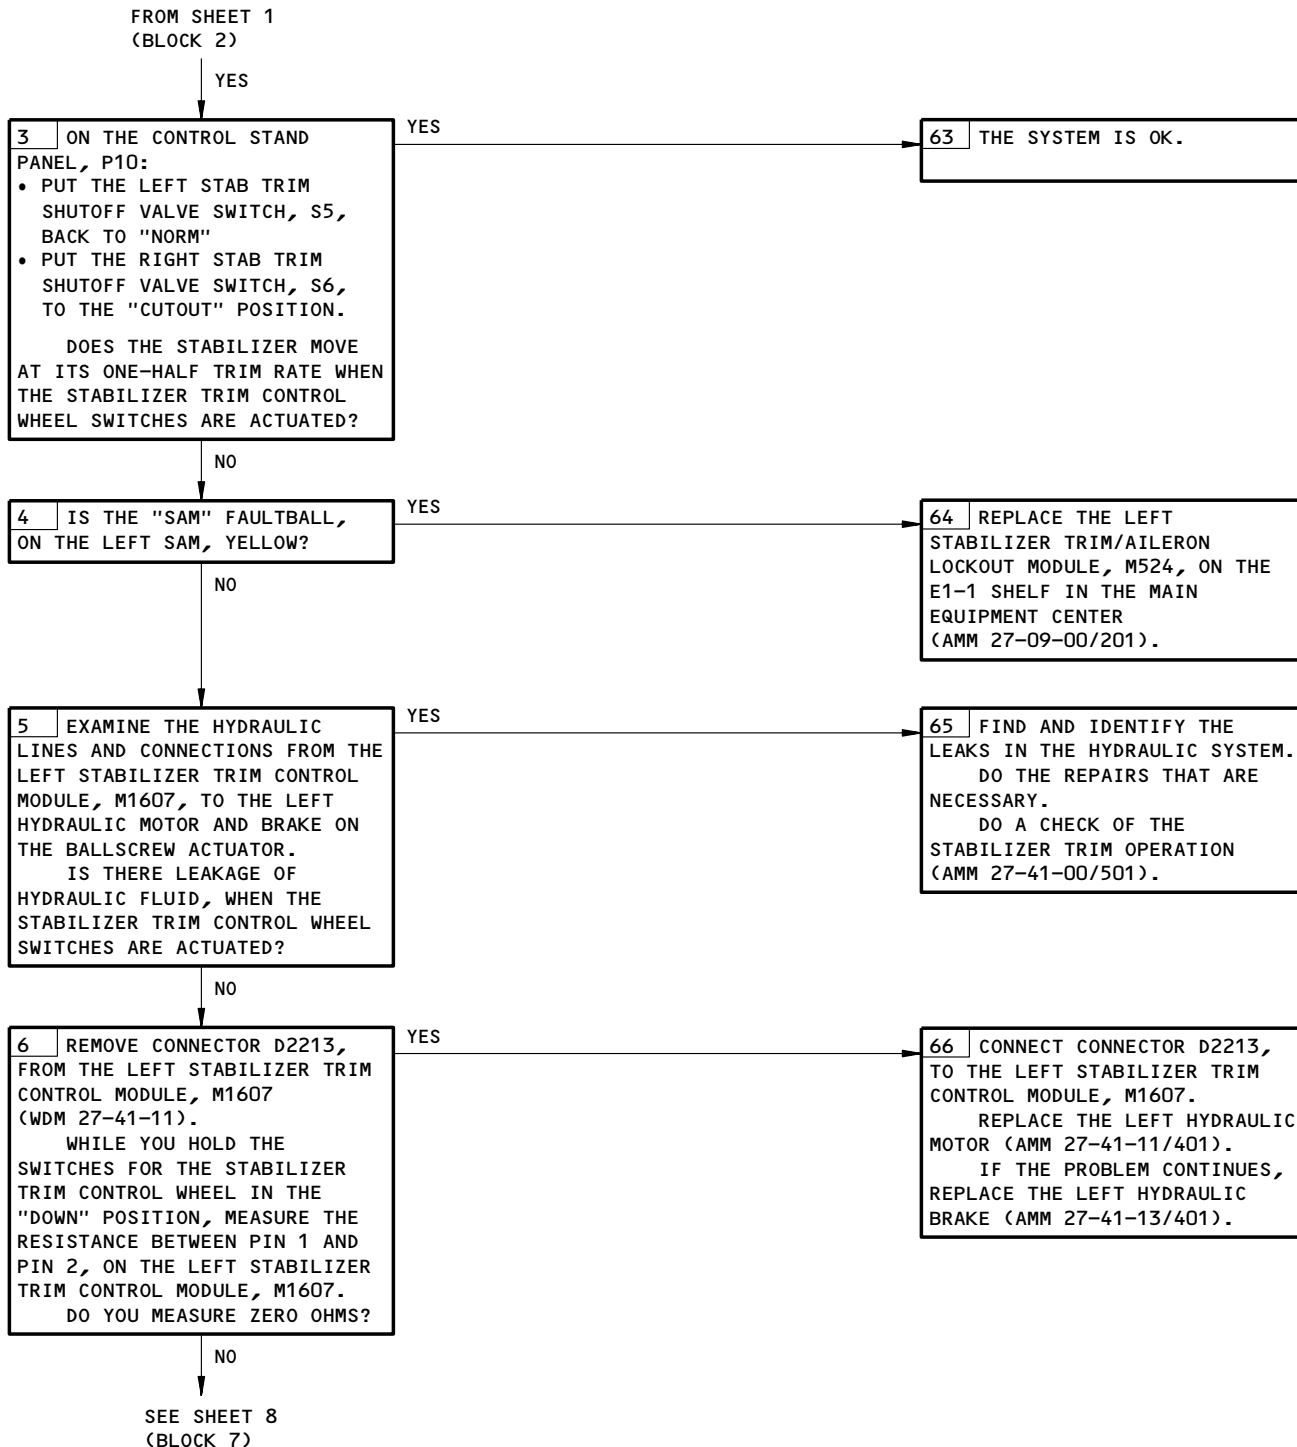 FROM SHEET 1
(BLOCK 2)
YES
3 ON THE CONTROL STAND
PANEL, P10:
• PUT THE LEFT STAB TRIM
SHUTOFF VALVE SWITCH, S5,
BACK TO "NORM"
• PUT THE RIGHT STAB TRIM
SHUTOFF VALVE SWITCH, S6,
TO THE "CUTOUT" POSITION.
DOES THE STABILIZER MOVE
AT ITS ONE-HALF TRIM RATE WHEN
THE STABILIZER TRIM CONTROL
WHEEL SWITCHES ARE ACTUATED?
YES
63 THE SYSTEM IS OK.
NO
4 IS THE "SAM" FAULTBALL,
ON THE LEFT SAM, YELLOW?
YES
64 REPLACE THE LEFT
STABILIZER TRIM/AILERON
LOCKOUT MODULE, M524, ON THE
E1-1 SHELF IN THE MAIN
EQUIPMENT CENTER
(AMM 27-09-00/201).
NO
5 EXAMINE THE HYDRAULIC
LINES AND CONNECTIONS FROM THE
LEFT STABILIZER TRIM CONTROL
MODULE, M1607, TO THE LEFT
HYDRAULIC MOTOR AND BRAKE ON
THE BALLSCREW ACTUATOR.
IS THERE LEAKAGE OF
HYDRAULIC FLUID, WHEN THE
STABILIZER TRIM CONTROL WHEEL
SWITCHES ARE ACTUATED?
YES
65 FIND AND IDENTIFY THE
LEAKS IN THE HYDRAULIC SYSTEM.
DO THE REPAIRS THAT ARE
NECESSARY.
DO A CHECK OF THE
STABILIZER TRIM OPERATION
(AMM 27-41-00/501).
NO
6 REMOVE CONNECTOR D2213,
FROM THE LEFT STABILIZER TRIM
CONTROL MODULE, M1607
(WDM 27-41-11).
WHILE YOU HOLD THE
SWITCHES FOR THE STABILIZER
TRIM CONTROL WHEEL IN THE
"DOWN" POSITION, MEASURE THE
RESISTANCE BETWEEN PIN 1 AND
PIN 2, ON THE LEFT STABILIZER
TRIM CONTROL MODULE, M1607.
DO YOU MEASURE ZERO OHMS?
YES
66 CONNECT CONNECTOR D2213,
TO THE LEFT STABILIZER TRIM
CONTROL MODULE, M1607.
REPLACE THE LEFT HYDRAULIC
MOTOR (AMM 27-41-11/401).
IF THE PROBLEM CONTINUES,
REPLACE THE LEFT HYDRAULIC
BRAKE (AMM 27-41-13/401).
NO
SEE SHEET 8
(BLOCK 7)